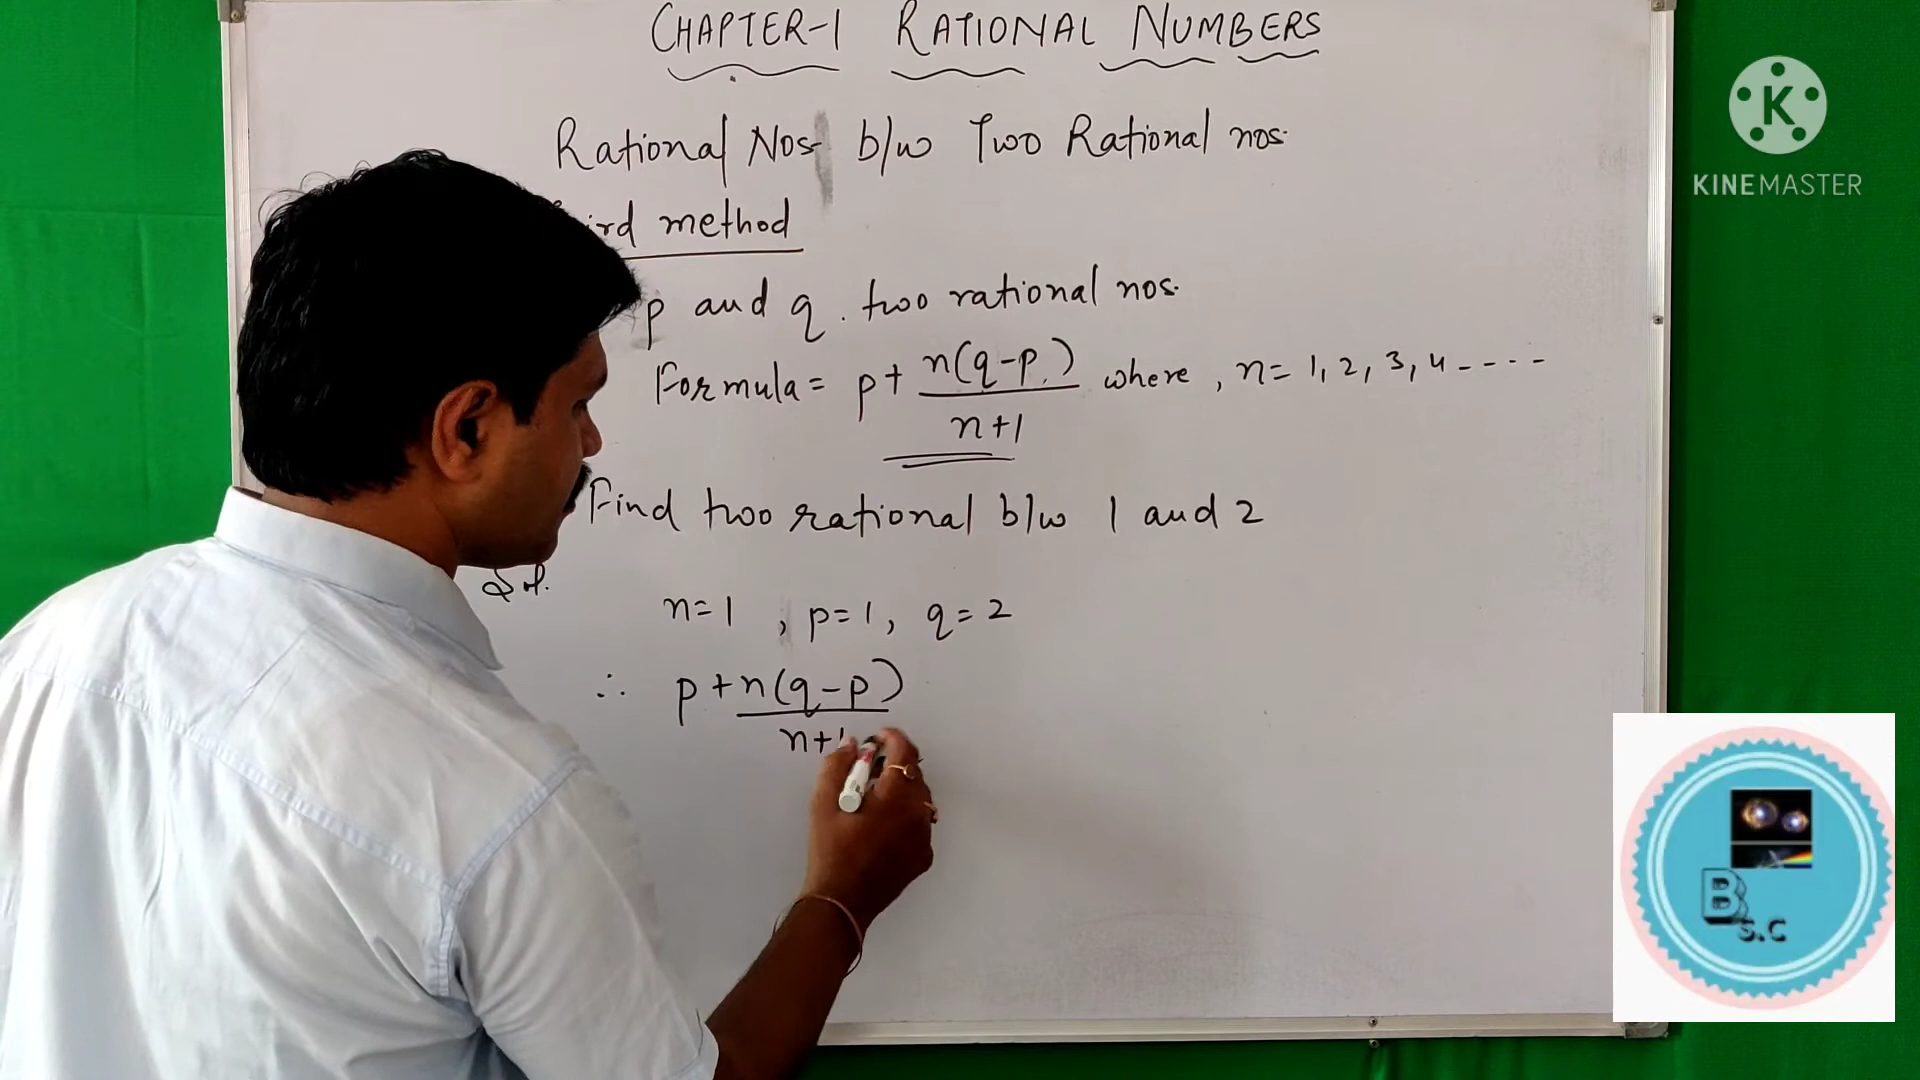 CHAPTER-1 RATIONAL NUMBERS
Rational Nos. b/w Two Rational nos.
method
p and q. two rational nos.
Formula = p + n(q-p.) where, n = 1, 2, 3, 4 - - - -
n+1
Find two rational b/w 1 and 2
Sol.
n=1 , p=1, q=2
∴ p + n(q-p)
n+1
K
KINEMASTER
B
S.C